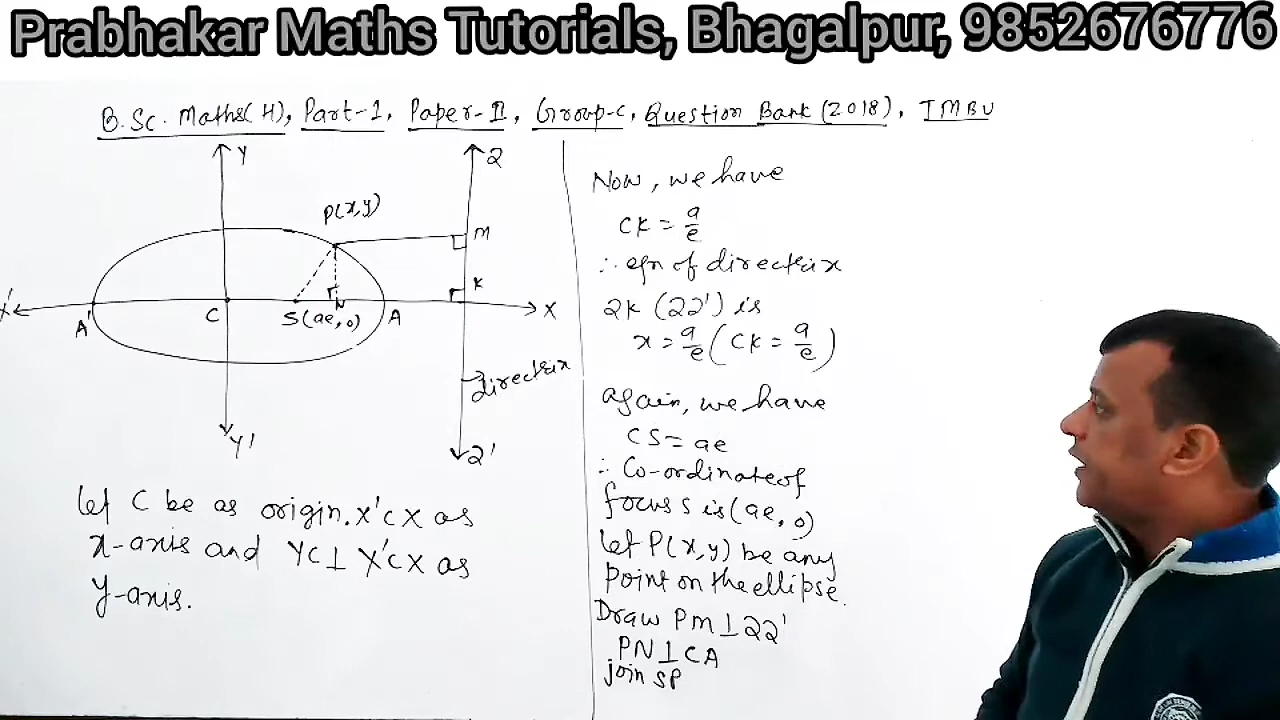 Prabhakar Maths Tutorials, Bhagalpur, 9852676776
B.Sc. Maths(H), Part-I, Paper-II, Group-C, Question Bank (2018), TMBU
Y
Z
P(x,y)
M
K
X'
A'
C
S(ae,0)
N
A
X
directrix
Y'
Z'
let C be as origin. X'CX as
x-axis and YC⊥ X'CX as
y-axis.
Now, we have
CK = a/e
∴ eqn of directrix
ZK (ZZ') is
x = a/e (CK = a/e)
again, we have
CS = ae
∴ Co-ordinate of
focus S is (ae, 0)
let P(x,y) be any
point on the ellipse.
Draw PM ⊥ ZZ'
PN ⊥ CA
join SP